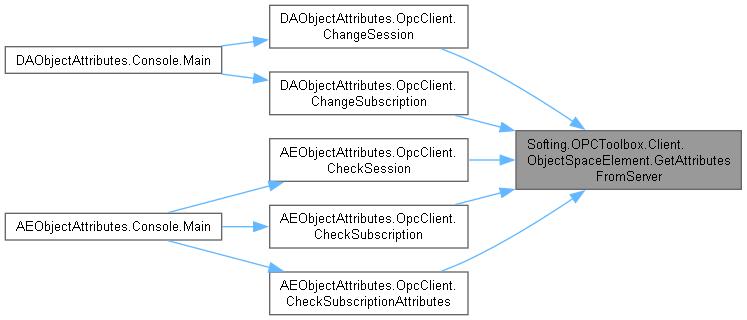 DAObjectAttributes.Console.Main
AEObjectAttributes.Console.Main
DAObjectAttributes.OpcClient.
ChangeSession
DAObjectAttributes.OpcClient.
ChangeSubscription
AEObjectAttributes.OpcClient.
CheckSession
AEObjectAttributes.OpcClient.
CheckSubscription
AEObjectAttributes.OpcClient.
CheckSubscriptionAttributes
Softing.OPCToolbox.Client.
ObjectSpaceElement.GetAttributes
FromServer